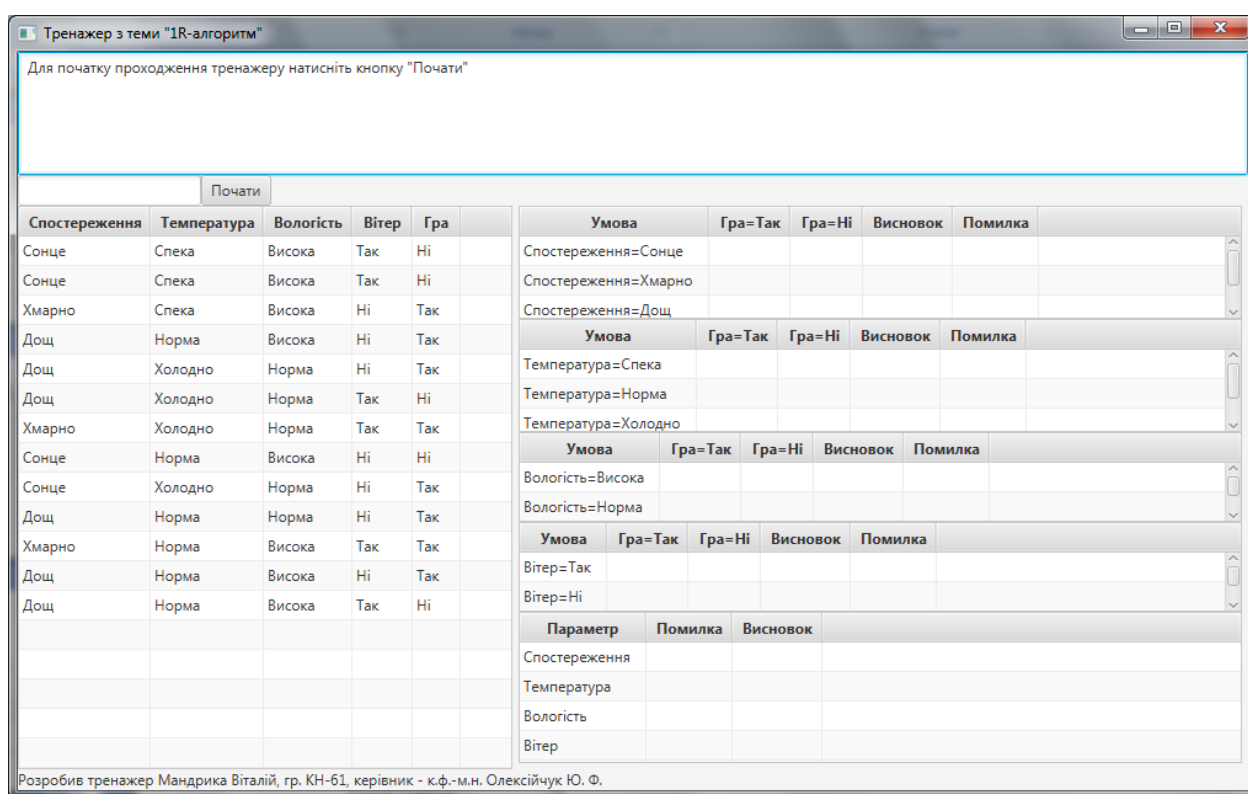 Тренажер з теми "1R-алгоритм"
Для початку проходження тренажеру натисніть кнопку "Почати"
Почати
Спостереження Температура Вологість Вітер Гра
Сонце Спека Висока Так Ні
Сонце Спека Висока Так Ні
Хмарно Спека Висока Ні Так
Дощ Норма Висока Ні Так
Дощ Холодно Норма Ні Так
Дощ Холодно Норма Так Ні
Хмарно Холодно Норма Так Так
Сонце Норма Висока Ні Ні
Сонце Холодно Норма Ні Так
Дощ Норма Норма Ні Так
Хмарно Норма Висока Так Так
Дощ Норма Висока Ні Так
Дощ Норма Висока Так Ні
Умова Гра=Так Гра=Ні Висновок Помилка
Спостереження=Сонце
Спостереження=Хмарно
Спостереження=Дощ
Умова Гра=Так Гра=Ні Висновок Помилка
Температура=Спека
Температура=Норма
Температура=Холодно
Умова Гра=Так Гра=Ні Висновок Помилка
Вологість=Висока
Вологість=Норма
Умова Гра=Так Гра=Ні Висновок Помилка
Вітер=Так
Вітер=Ні
Параметр Помилка Висновок
Спостереження
Температура
Вологість
Вітер
Розробив тренажер Мандрика Віталій, гр. КН-61, керівник - к.ф.-м.н. Олексійчук Ю. Ф.